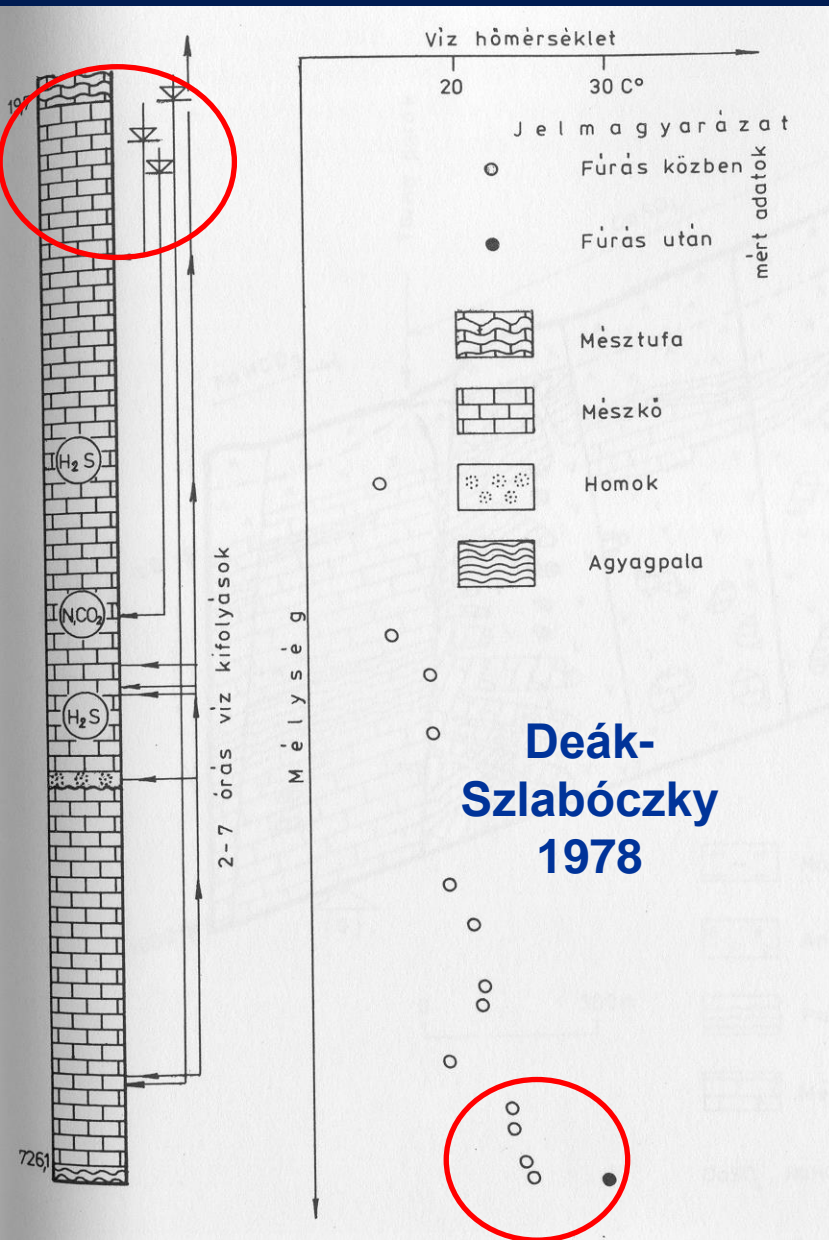 Víz hőmérséklet
20
30 C°
Jelmagyarázat
Fúrás közben
Fúrás után
mért adatok
Mésztufa
Mészkő
Homok
Agyagpala
H₂S
N,CO₂
H₂S
2-7 órás víz kifolyások
Mélység
Deák-
Szlabóczky
1978
726,1